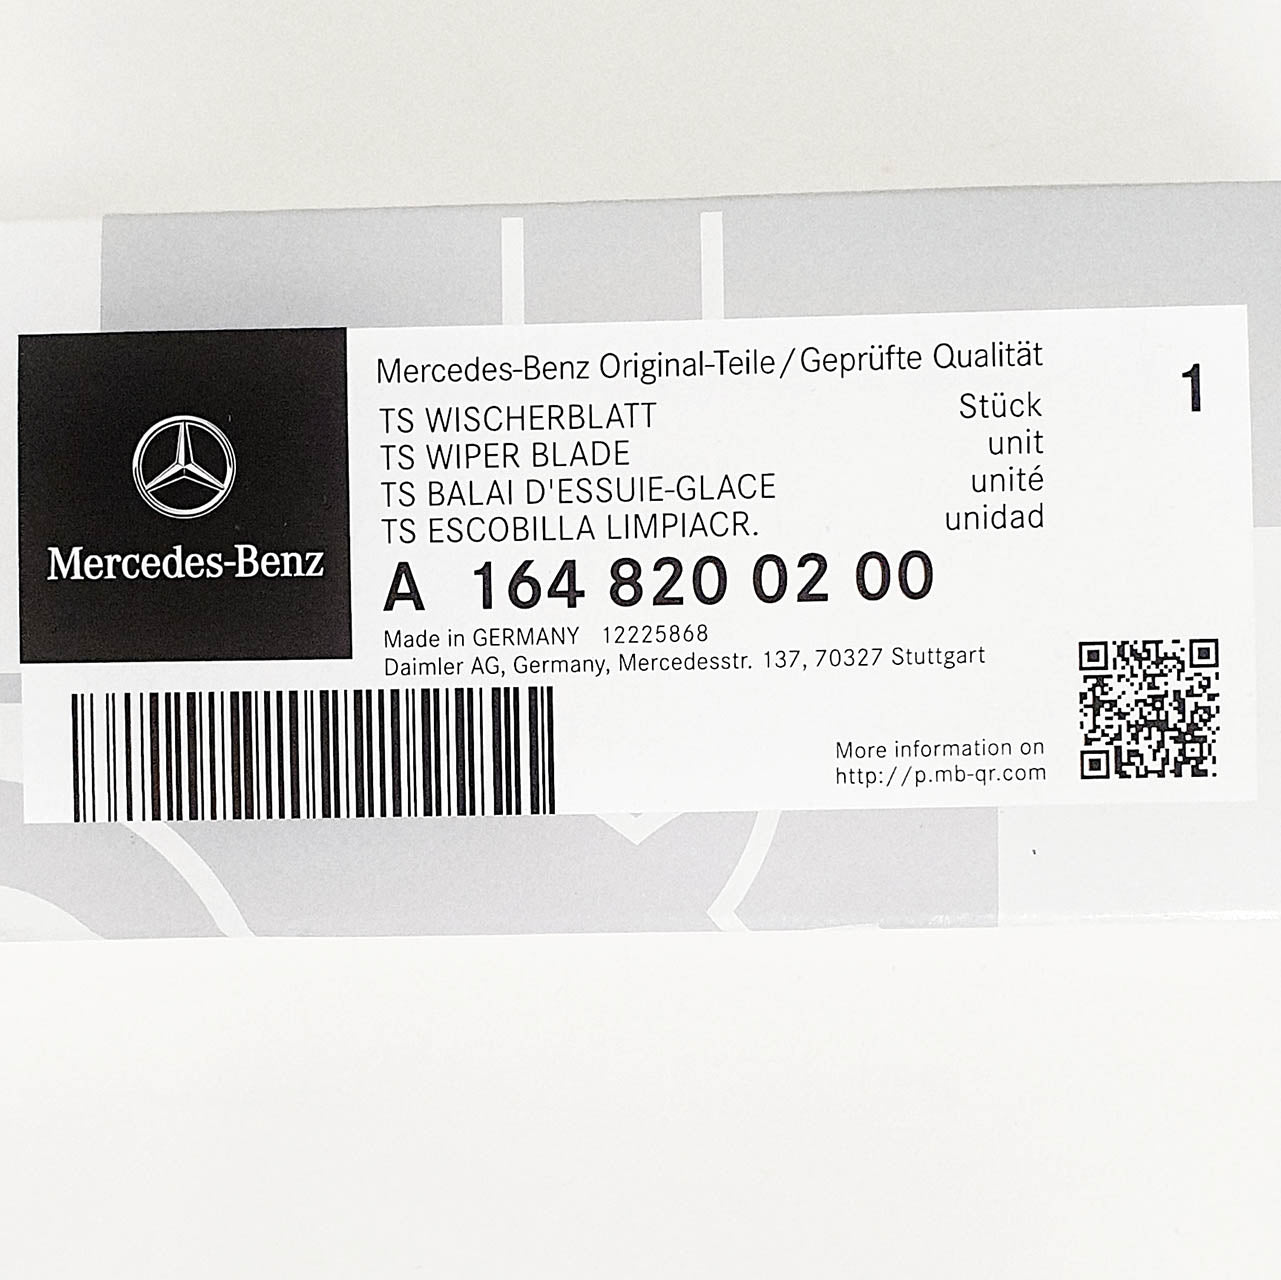 Mercedes-Benz
Mercedes-Benz Original-Teile/Geprüfte Qualität 1
TS WISCHERBLATT Stück
TS WIPER BLADE unit
TS BALAI D'ESSUIE-GLACE unité
TS ESCOBILLA LIMPIACR. unidad
A 164 820 02 00
Made in GERMANY 12225868
Daimler AG, Germany, Mercedesstr. 137, 70327 Stuttgart
More information on
http://p.mb-qr.com